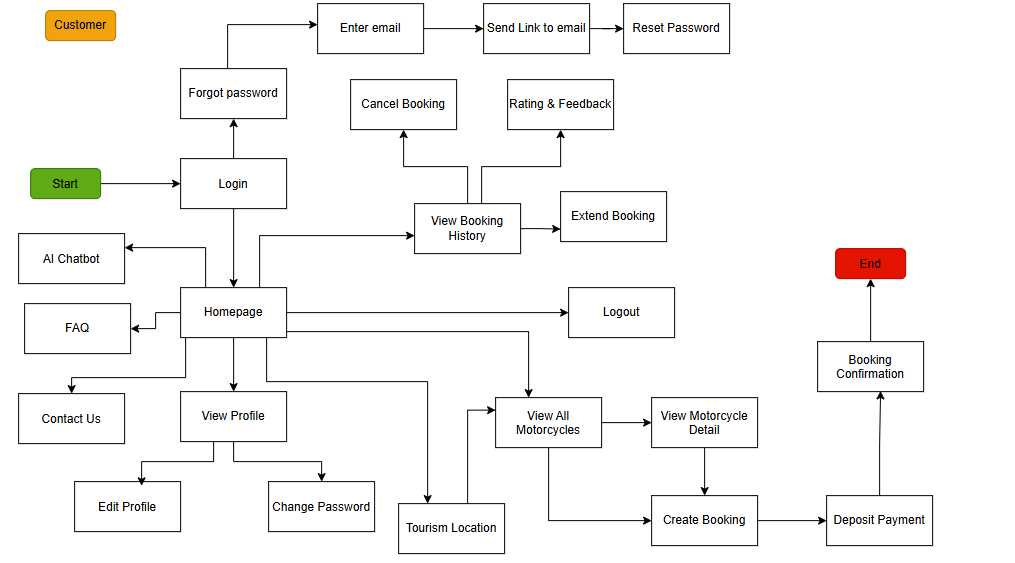 Customer
Enter email
Send Link to email
Reset Password
Forgot password
Cancel Booking
Rating & Feedback
Start
Login
View Booking
History
Extend Booking
AI Chatbot
End
Homepage
Logout
FAQ
Booking
Confirmation
Contact Us
View Profile
View All
Motorcycles
View Motorcycle
Detail
Edit Profile
Change Password
Tourism Location
Create Booking
Deposit Payment